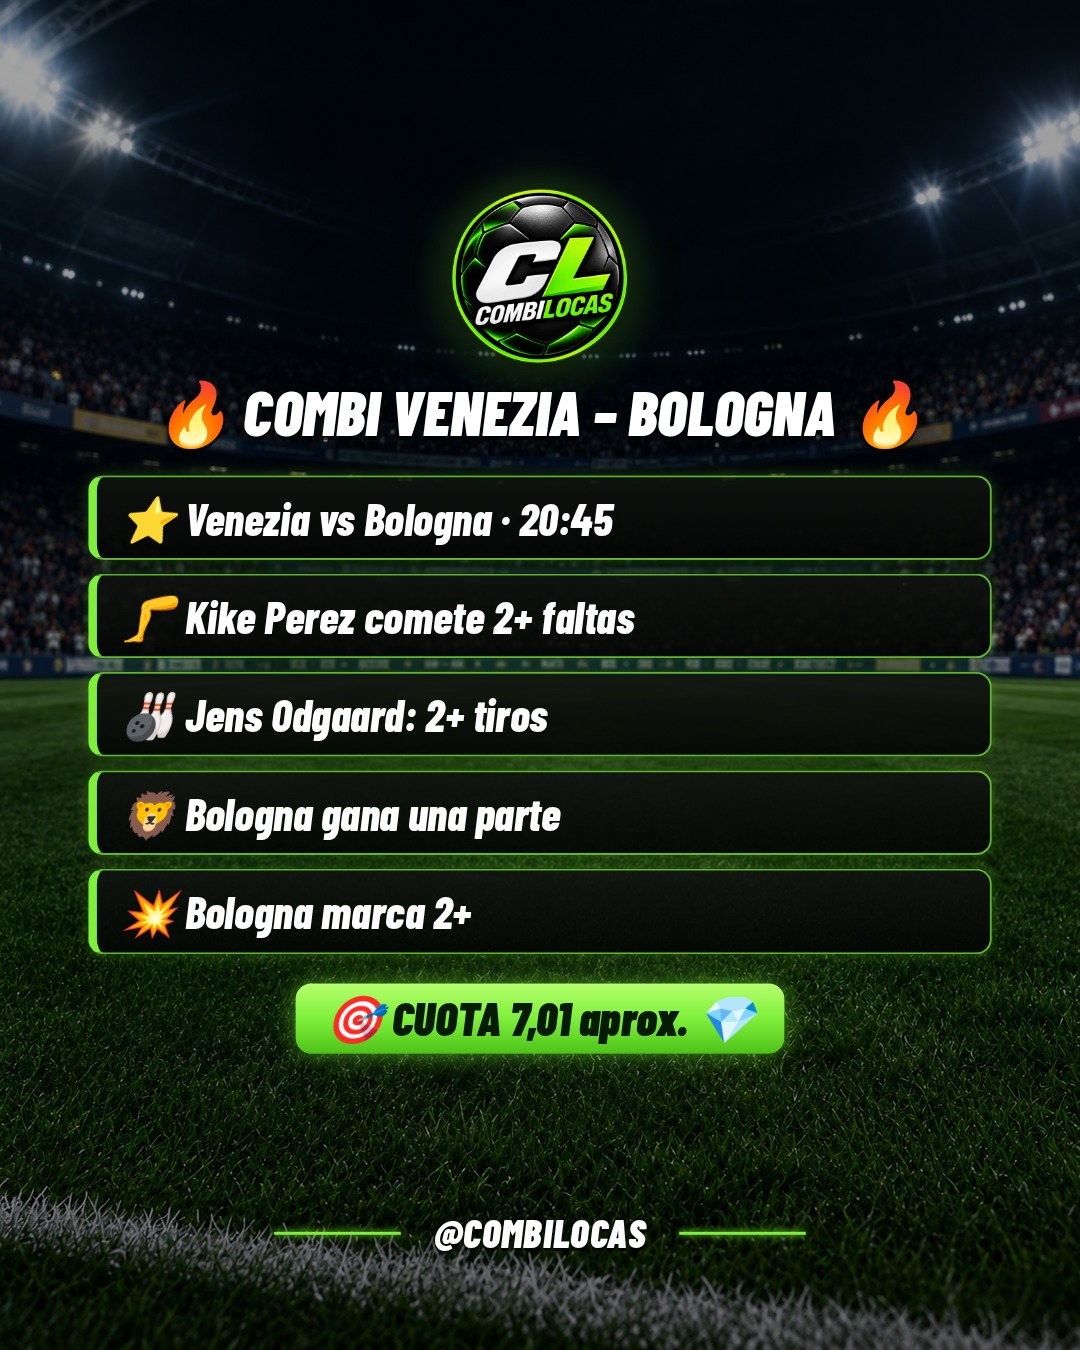 CL
COMBILOCAS
🔥 COMBI VENEZIA - BOLOGNA 🔥
⭐ Venezia vs Bologna · 20:45
🦵 Kike Perez comete 2+ faltas
🎳 Jens Odgaard: 2+ tiros
🦁 Bologna gana una parte
💥 Bologna marca 2+
🎯 CUOTA 7,01 aprox. 💎
@COMBILOCAS